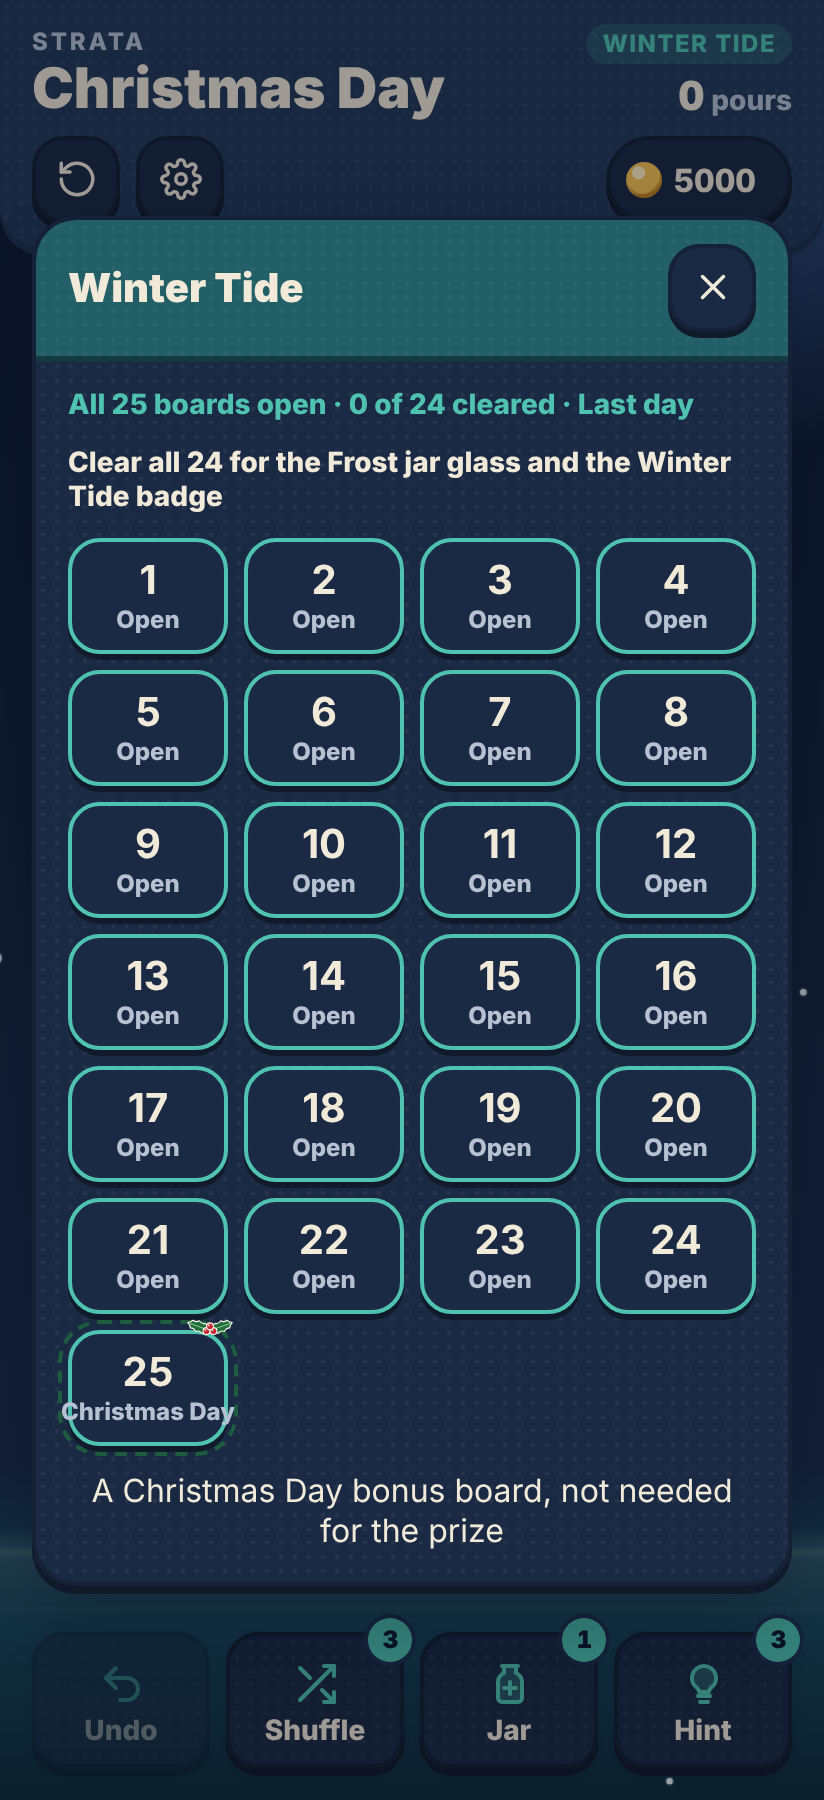 STRATA
WINTER TIDE
Christmas Day
0 pours
5000
Winter Tide
All 25 boards open · 0 of 24 cleared · Last day
Clear all 24 for the Frost jar glass and the Winter
Tide badge
1 2 3 4
Open Open Open Open
5 6 7 8
Open Open Open Open
9 10 11 12
Open Open Open Open
13 14 15 16
Open Open Open Open
17 18 19 20
Open Open Open Open
21 22 23 24
Open Open Open Open
25
Christmas Day
A Christmas Day bonus board, not needed
for the prize
3 1 3
Undo Shuffle Jar Hint